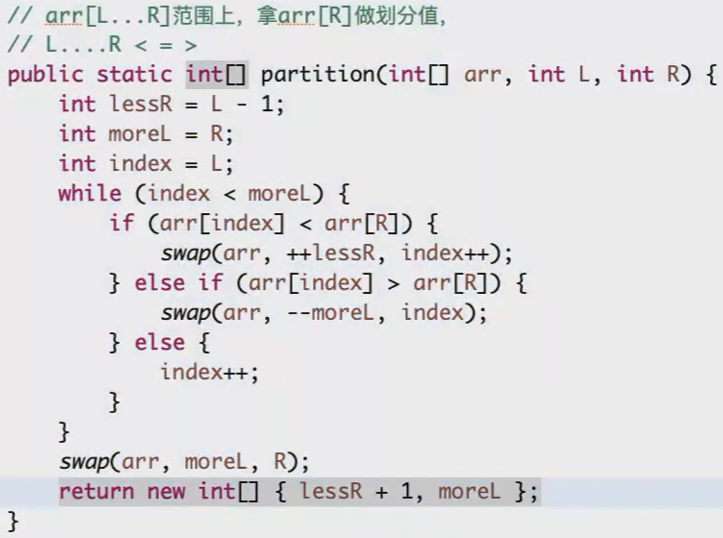 // arr[L...R]范围上，拿arr[R]做划分值，
// L....R < = >
public static int[] partition(int[] arr, int L, int R) {
    int lessR = L - 1;
    int moreL = R;
    int index = L;
    while (index < moreL) {
        if (arr[index] < arr[R]) {
            swap(arr, ++lessR, index++);
        } else if (arr[index] > arr[R]) {
            swap(arr, --moreL, index);
        } else {
            index++;
        }
    }
    swap(arr, moreL, R);
    return new int[] { lessR + 1, moreL };
}